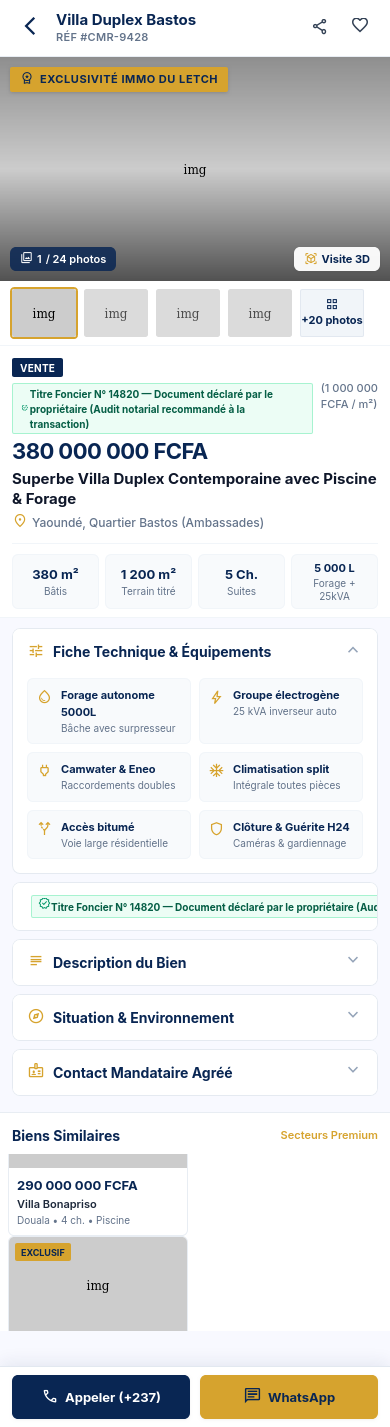 Villa Duplex Bastos
RÉF #CMR-9428
EXCLUSIVITÉ IMMO DU LETCH
img
1 / 24 photos
Visite 3D
img
img
img
img
+20 photos
VENTE
Titre Foncier N° 14820 — Document déclaré par le
propriétaire (Audit notarial recommandé à la
transaction)
(1 000 000
FCFA / m²)
380 000 000 FCFA
Superbe Villa Duplex Contemporaine avec Piscine
& Forage
Yaoundé, Quartier Bastos (Ambassades)
380 m²
Bâtis
1 200 m²
Terrain titré
5 Ch.
Suites
5 000 L
Forage +
25kVA
Fiche Technique & Équipements
Forage autonome
5000L
Bâche avec surpresseur
Groupe électrogène
25 kVA inverseur auto
Camwater & Eneo
Raccordements doubles
Climatisation split
Intégrale toutes pièces
Accès bitumé
Voie large résidentielle
Clôture & Guérite H24
Caméras & gardiennage
Titre Foncier N° 14820 — Document déclaré par le propriétaire (Aud
Description du Bien
Situation & Environnement
Contact Mandataire Agréé
Biens Similaires
Secteurs Premium
290 000 000 FCFA
Villa Bonapriso
Douala • 4 ch. • Piscine
EXCLUSIF
img
Appeler (+237)
WhatsApp